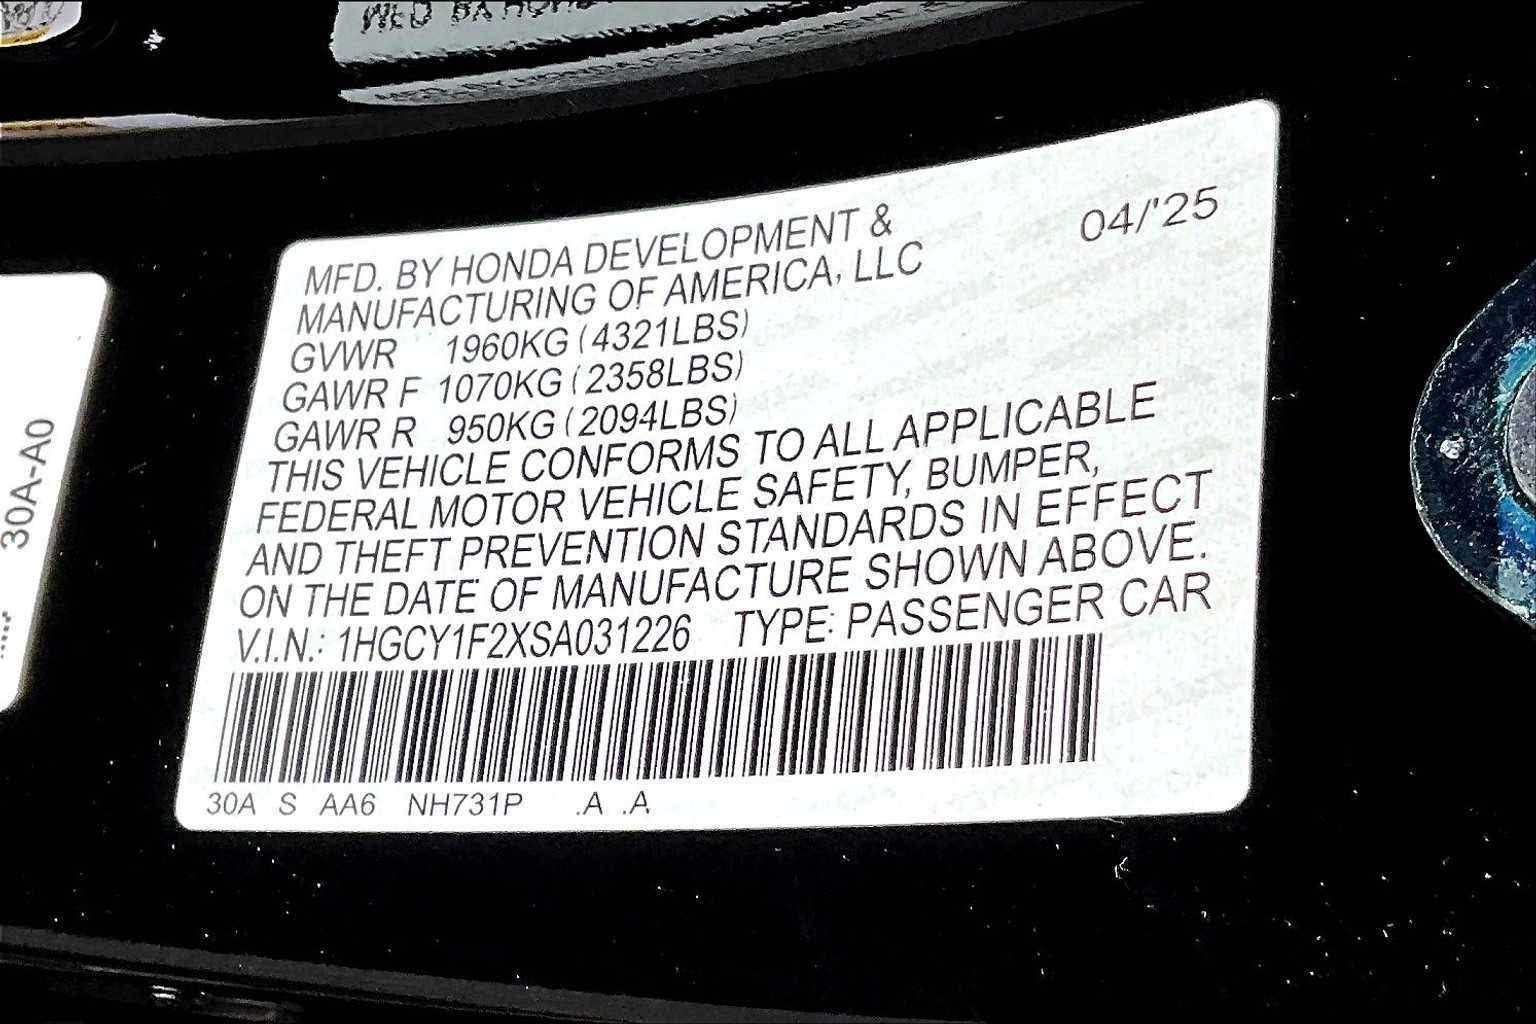 MFD. BY HONDA DEVELOPMENT &
MANUFACTURING OF AMERICA, LLC
04/'25
GVWR 1960KG (4321LBS)
GAWR F 1070KG (2358LBS)
GAWR R 950KG (2094LBS)
THIS VEHICLE CONFORMS TO ALL APPLICABLE
FEDERAL MOTOR VEHICLE SAFETY, BUMPER,
AND THEFT PREVENTION STANDARDS IN EFFECT
ON THE DATE OF MANUFACTURE SHOWN ABOVE.
V.I.N.: 1HGCY1F2XSA031226 TYPE: PASSENGER CAR
30A S AA6 NH731P .A .A
30A-A0